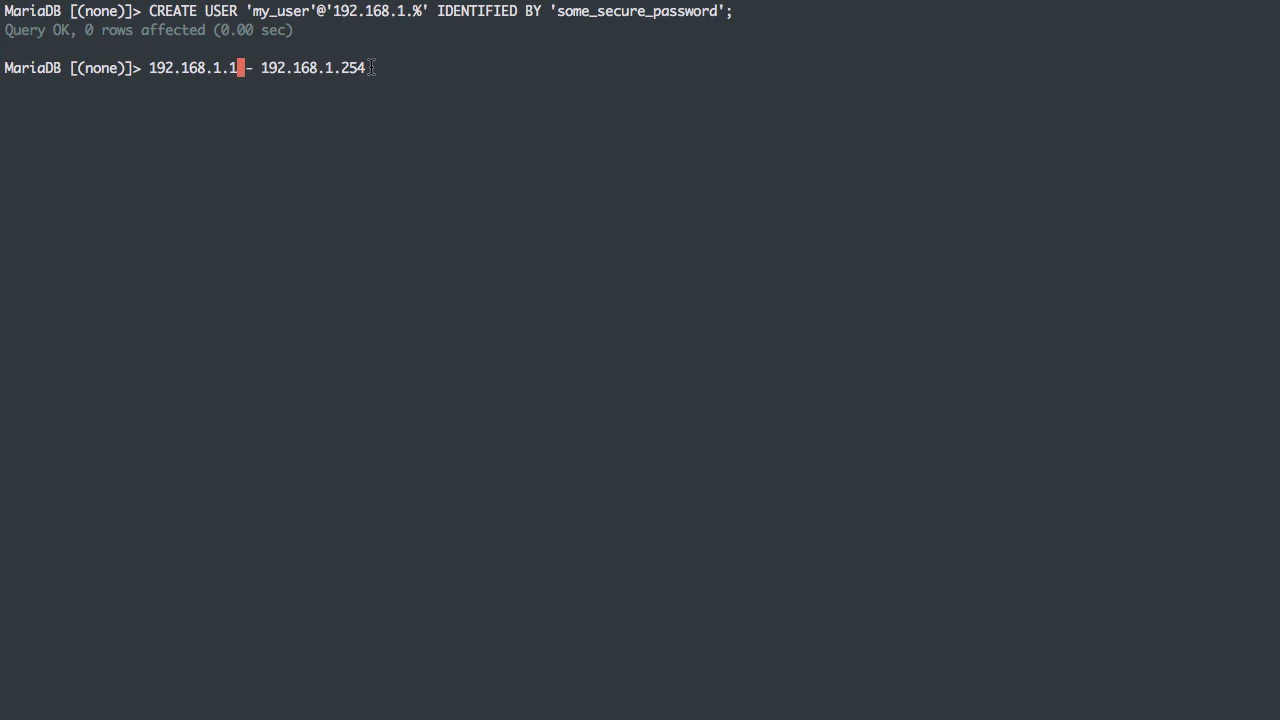 MariaDB [(none)]> CREATE USER 'my_user'@'192.168.1.%' IDENTIFIED BY 'some_secure_password';
Query OK, 0 rows affected (0.00 sec)
MariaDB [(none)]> 192.168.1.1 - 192.168.1.254